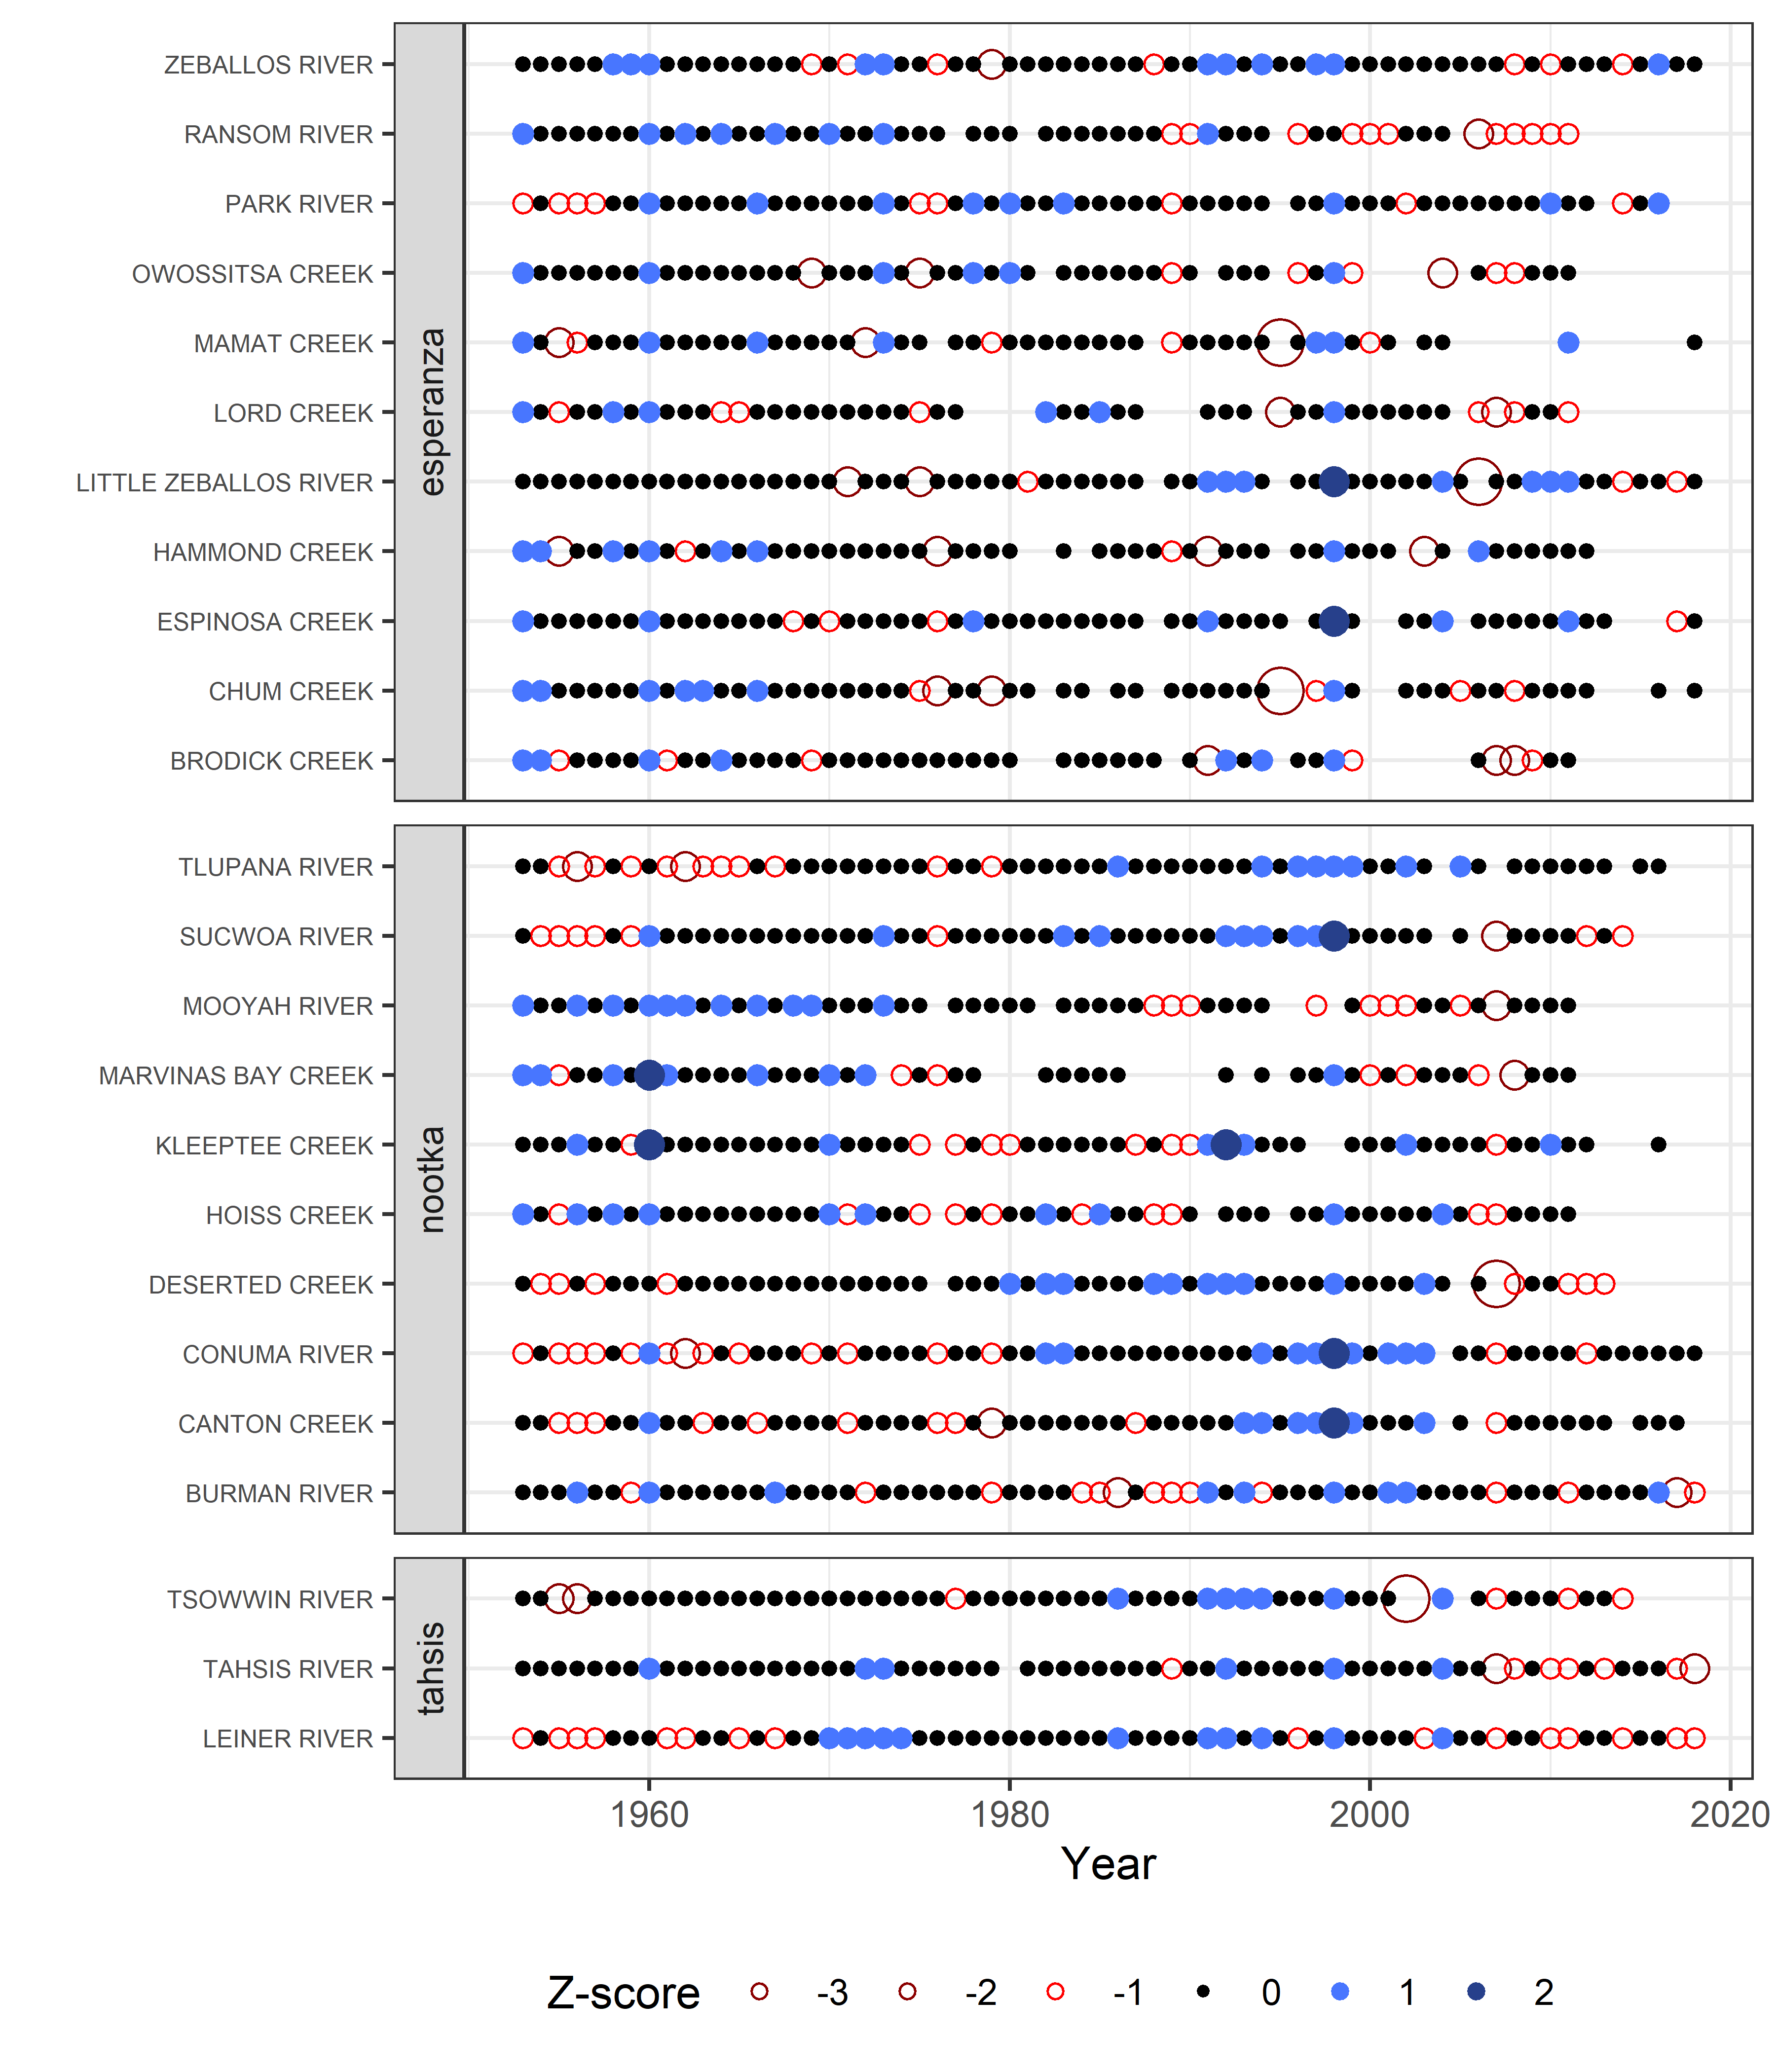 ZEBALLOS RIVER
RANSOM RIVER
PARK RIVER
OWOSSITSA CREEK
MAMAT CREEK
LORD CREEK
LITTLE ZEBALLOS RIVER
HAMMOND CREEK
ESPINOSA CREEK
CHUM CREEK
BRODICK CREEK
esperanza
TLUPANA RIVER
SUCWOA RIVER
MOOYAH RIVER
MARVINAS BAY CREEK
KLEEPTEE CREEK
HOISS CREEK
DESERTED CREEK
CONUMA RIVER
CANTON CREEK
BURMAN RIVER
nootka
TSOWWIN RIVER
TAHSIS RIVER
LEINER RIVER
tahsis
1960 1980 2000 2020
Year
Z-score -3 -2 -1 0 1 2